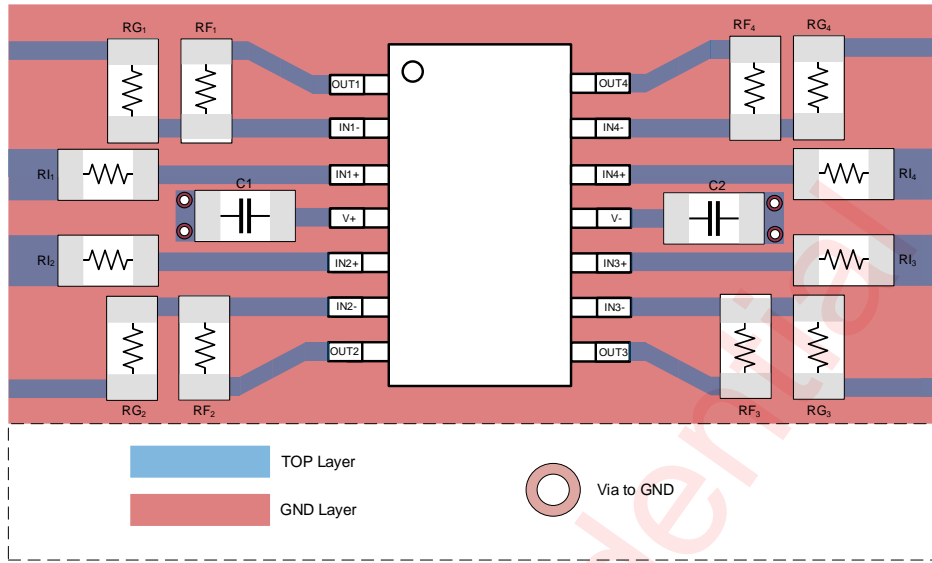 RG₁ RF₁ RF₄ RG₄
OUT1 OUT4
IN1- IN4-
RI₁ IN1+ IN4+ RI₄
C1 C2
V+ V-
RI₂ IN2+ IN3+ RI₃
IN2- IN3-
OUT2 OUT3
RG₂ RF₂ RF₃ RG₃
TOP Layer
Via to GND
GND Layer
dential